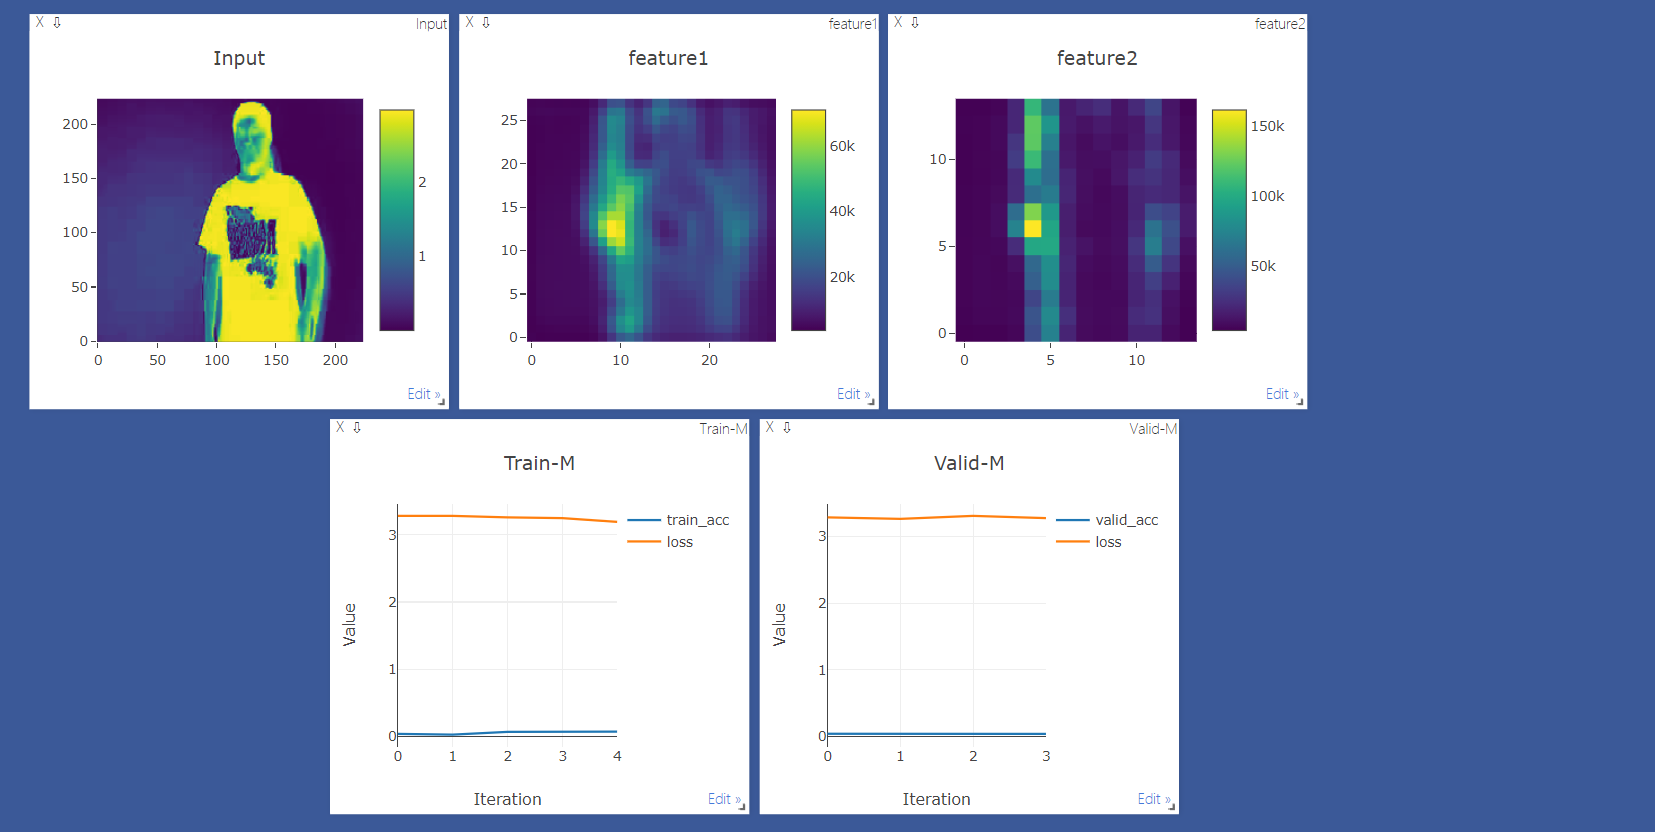 X ⇩ Input
Input
200
150
100
50
0
0 50 100 150 200
2
1
Edit »
X ⇩ feature1
feature1
25
20
15
10
5
0
0 10 20
60k
40k
20k
Edit »
X ⇩ feature2
feature2
10
5
0
0 5 10
150k
100k
50k
Edit »
X ⇩ Train-M
Train-M
train_acc
loss
3
2
1
0
Value
0 1 2 3 4
Iteration
Edit »
X ⇩ Valid-M
Valid-M
valid_acc
loss
3
2
1
0
Value
0 1 2 3
Iteration
Edit »